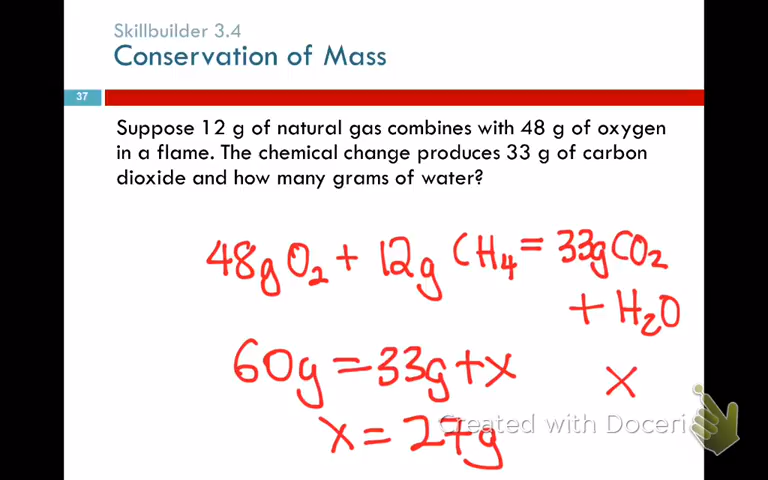 Skillbuilder 3.4
Conservation of Mass
37
Suppose 12 g of natural gas combines with 48 g of oxygen
in a flame. The chemical change produces 33 g of carbon
dioxide and how many grams of water?
48g O₂ + 12g CH₄ = 33g CO₂
+ H₂O
60g = 33g + x
x
x = 27g
Created with Doceri